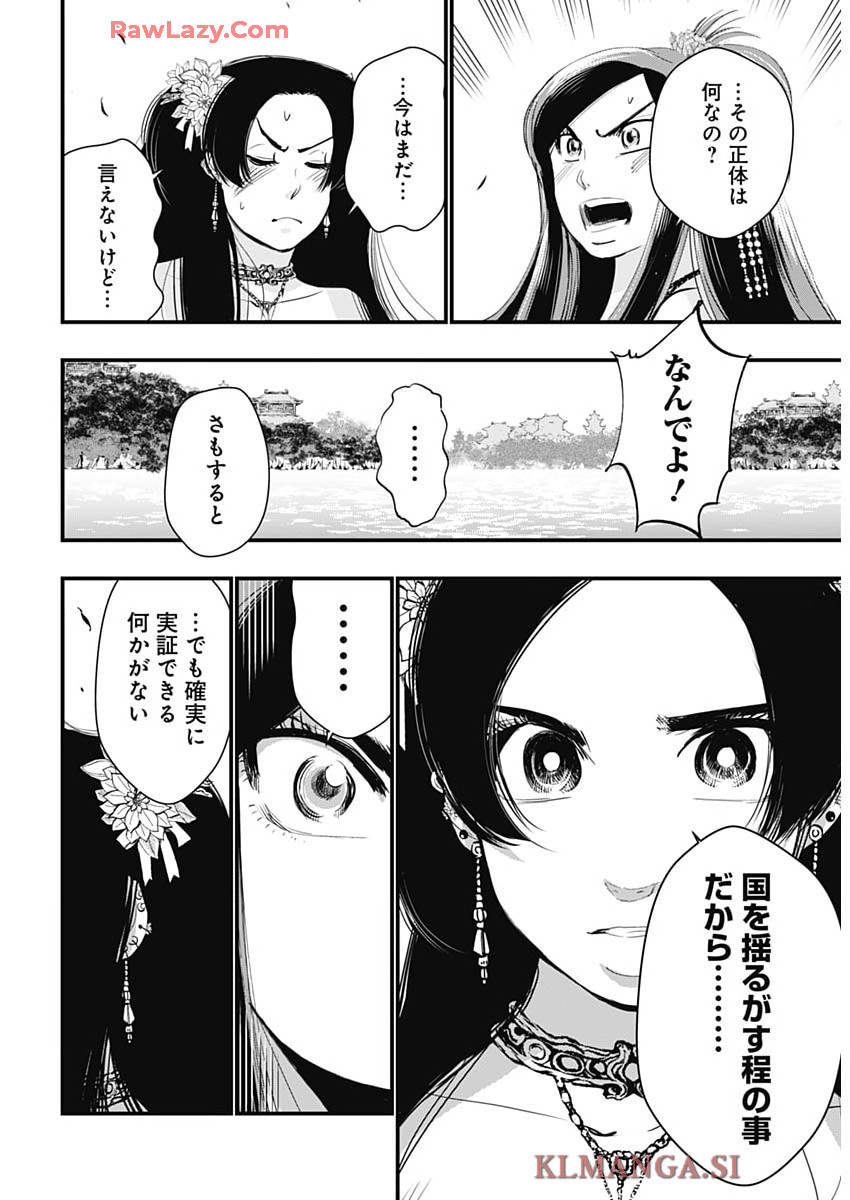 RawLazy.Com
…その正体は
何なの?
…今はまだ…
言えないけど…
なんでよ!
……
さもすると
国を揺るがす程の事
だから………
・・・・・・
…でも確実に
実証できる
何かがない
KLMANGA.SI